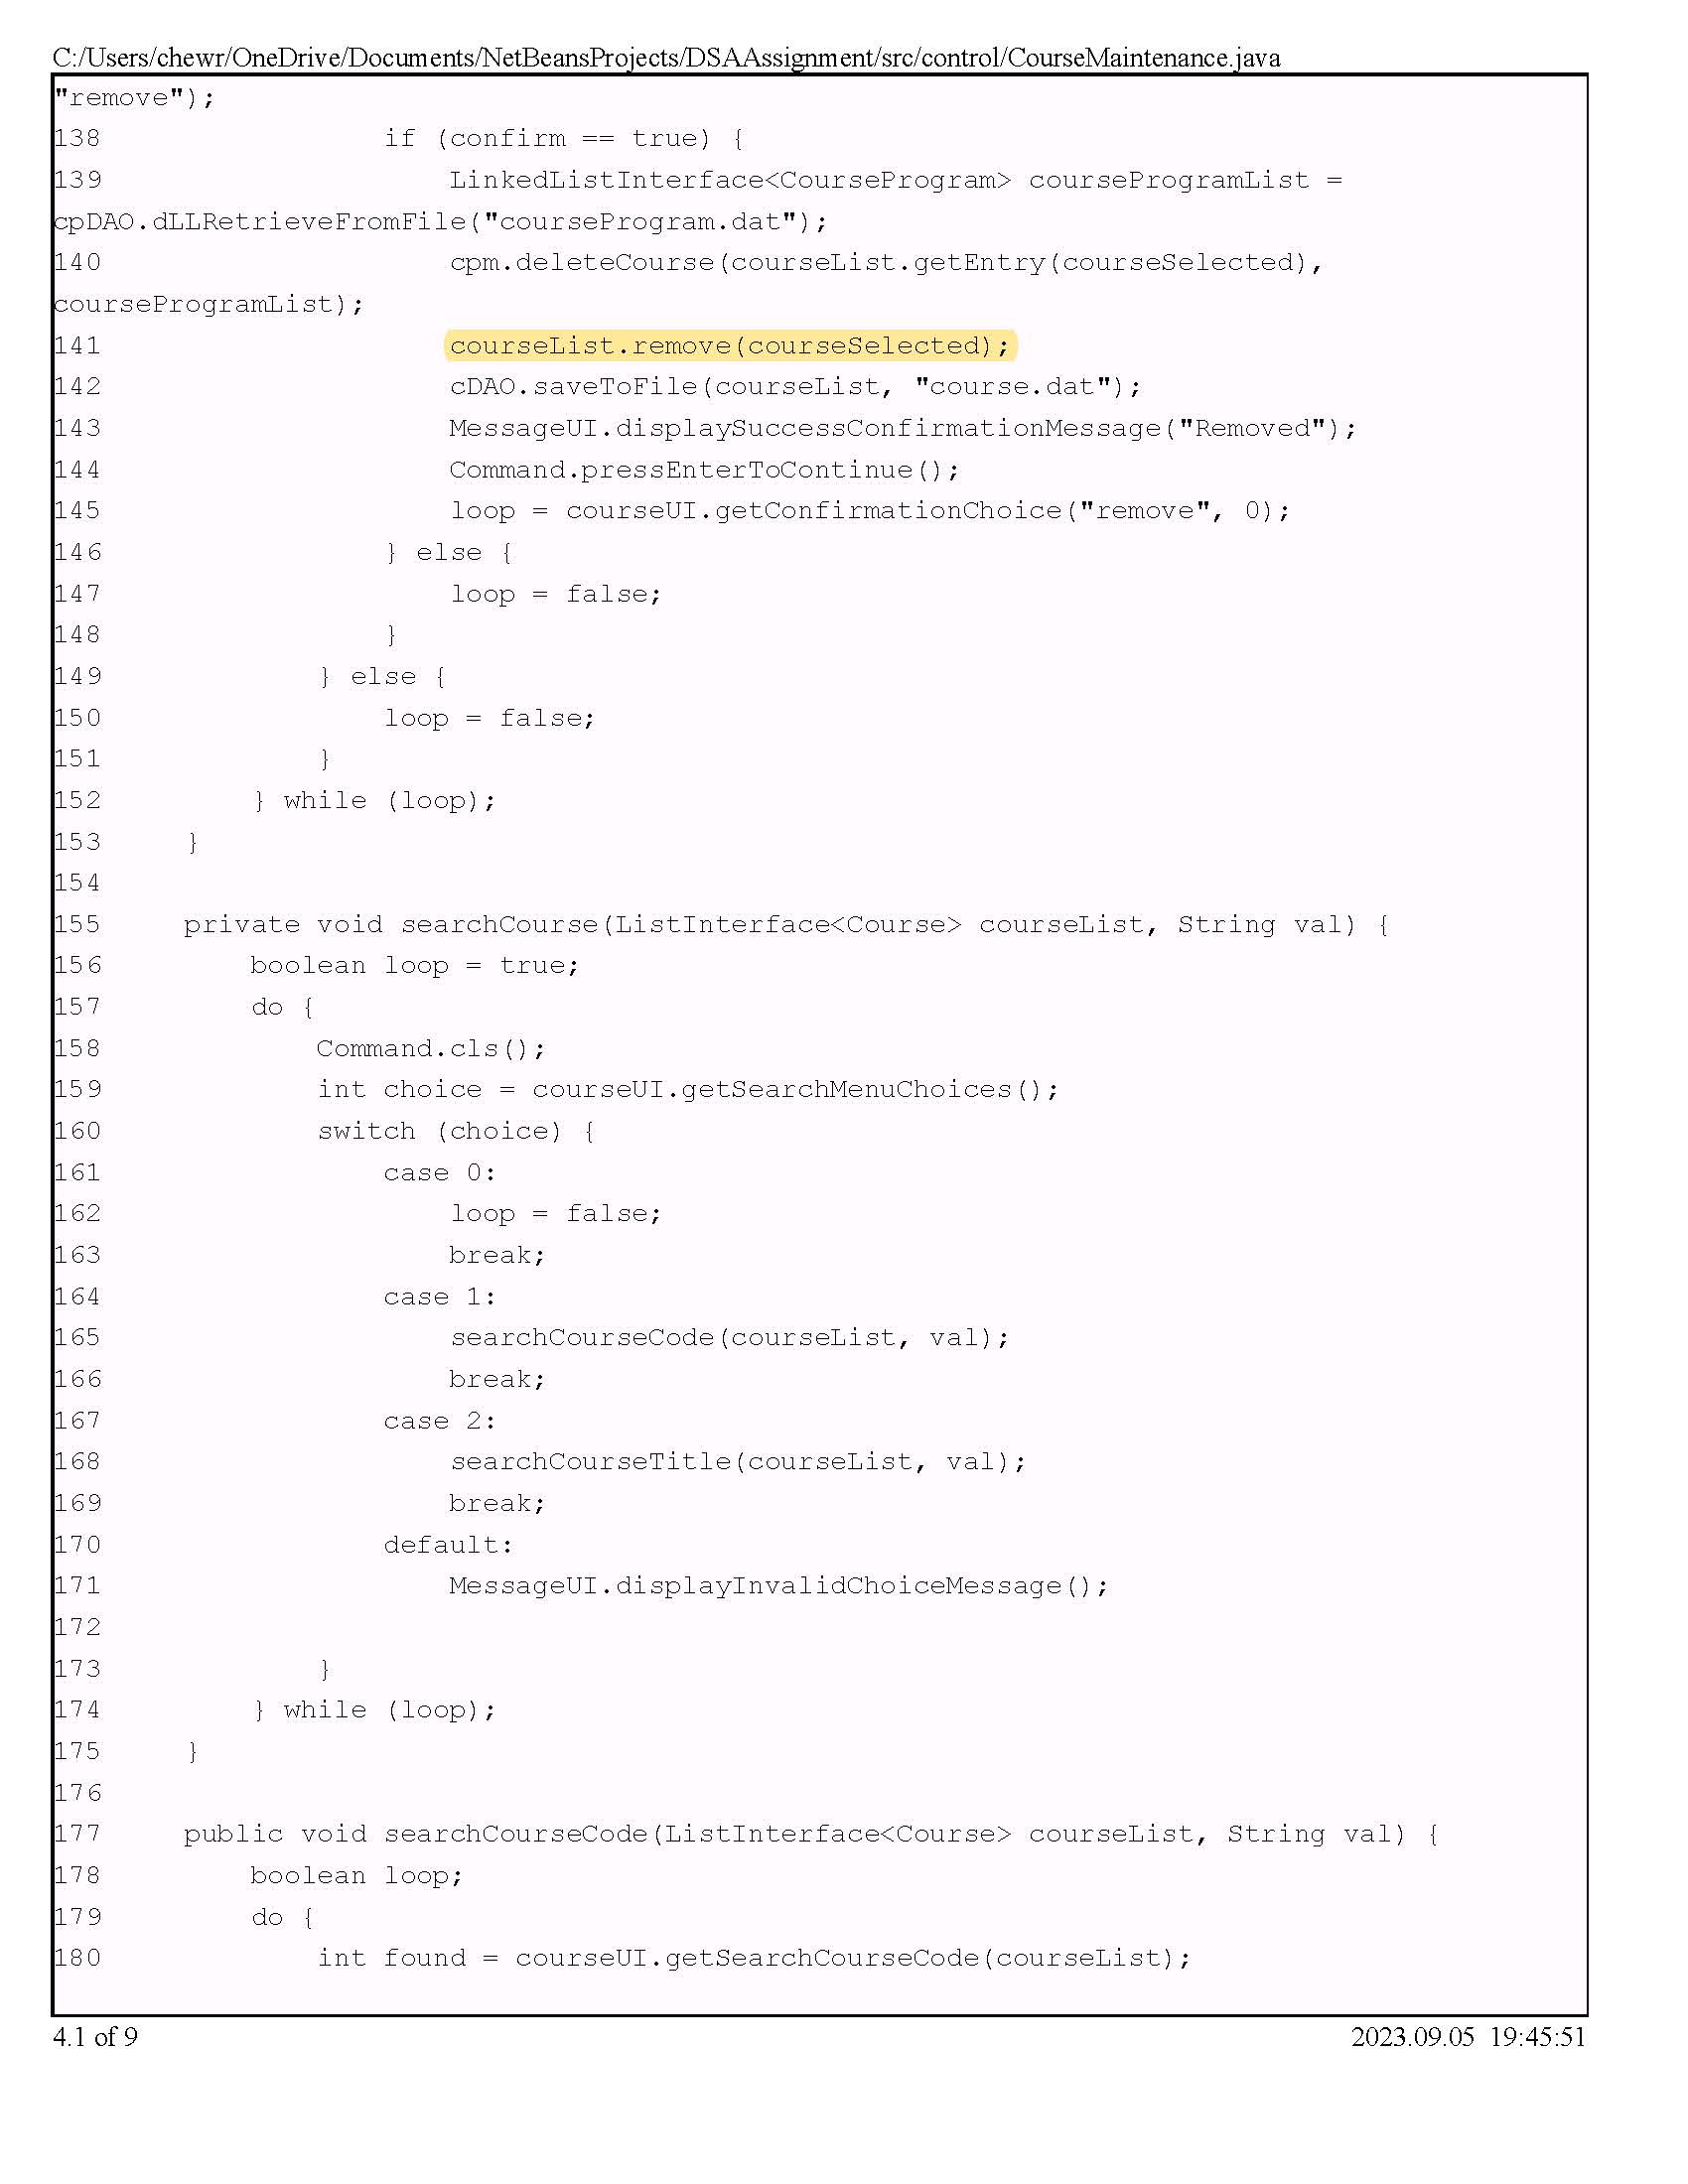 C:/Users/chewr/OneDrive/Documents/NetBeansProjects/DSAAssignment/src/control/CourseMaintenance.java
"remove");
138                 if (confirm == true) {
139                     LinkedListInterface<CourseProgram> courseProgramList =
cpDAO.dLLRetrieveFromFile("courseProgram.dat");
140                     cpm.deleteCourse(courseList.getEntry(courseSelected),
courseProgramList);
141                     courseList.remove(courseSelected);
142                     cDAO.saveToFile(courseList, "course.dat");
143                     MessageUI.displaySuccessConfirmationMessage("Removed");
144                     Command.pressEnterToContinue();
145                     loop = courseUI.getConfirmationChoice("remove", 0);
146                 } else {
147                     loop = false;
148                 }
149             } else {
150                 loop = false;
151             }
152         } while (loop);
153     }
154
155     private void searchCourse(ListInterface<Course> courseList, String val) {
156         boolean loop = true;
157         do {
158             Command.cls();
159             int choice = courseUI.getSearchMenuChoices();
160             switch (choice) {
161                 case 0:
162                     loop = false;
163                     break;
164                 case 1:
165                     searchCourseCode(courseList, val);
166                     break;
167                 case 2:
168                     searchCourseTitle(courseList, val);
169                     break;
170                 default:
171                     MessageUI.displayInvalidChoiceMessage();
172
173             }
174         } while (loop);
175     }
176
177     public void searchCourseCode(ListInterface<Course> courseList, String val) {
178         boolean loop;
179         do {
180             int found = courseUI.getSearchCourseCode(courseList);
4.1 of 9
2023.09.05 19:45:51